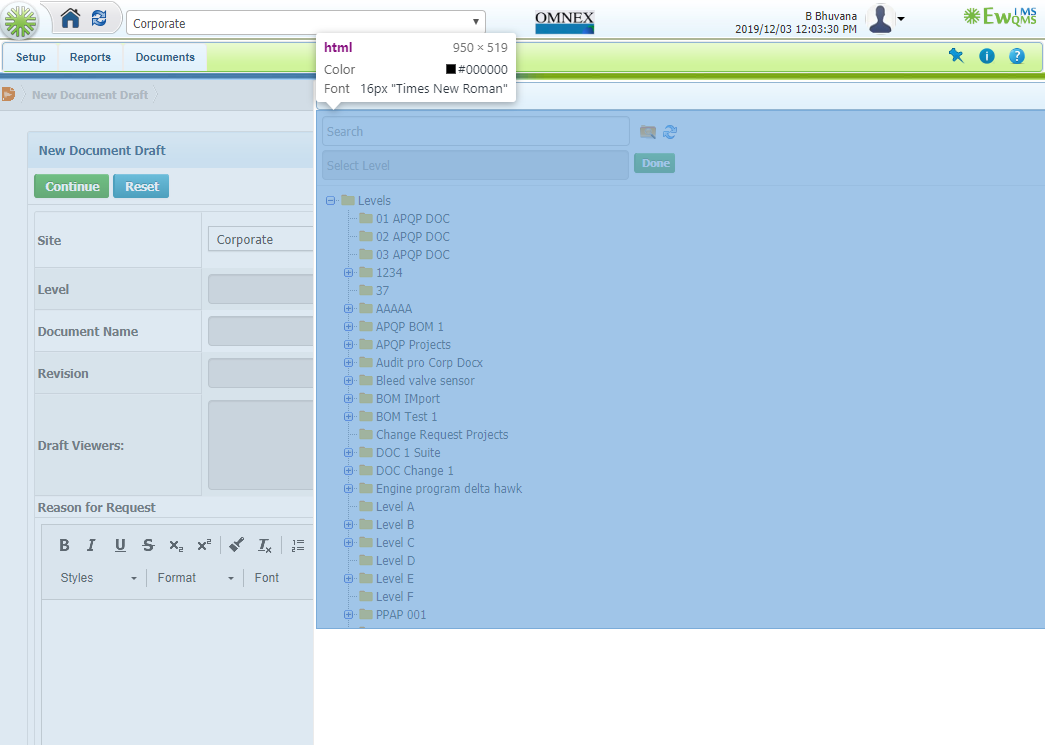 Corporate
OMNEX
B Bhuvana
2019/12/03 12:03:30 PM
EwQMS
iMS
Setup Reports Documents
html 950 × 519
Color #000000
Font 16px "Times New Roman"
New Document Draft
New Document Draft
Continue Reset
Site Corporate
Level
Document Name
Revision
Draft Viewers:
Reason for Request
B I U S x₂ x² Tx
Styles Format Font
Search
Select Level Done
Levels
01 APQP DOC
02 APQP DOC
03 APQP DOC
1234
37
AAAAA
APQP BOM 1
APQP Projects
Audit pro Corp Docx
Bleed valve sensor
BOM IMport
BOM Test 1
Change Request Projects
DOC 1 Suite
DOC Change 1
Engine program delta hawk
Level A
Level B
Level C
Level D
Level E
Level F
PPAP 001